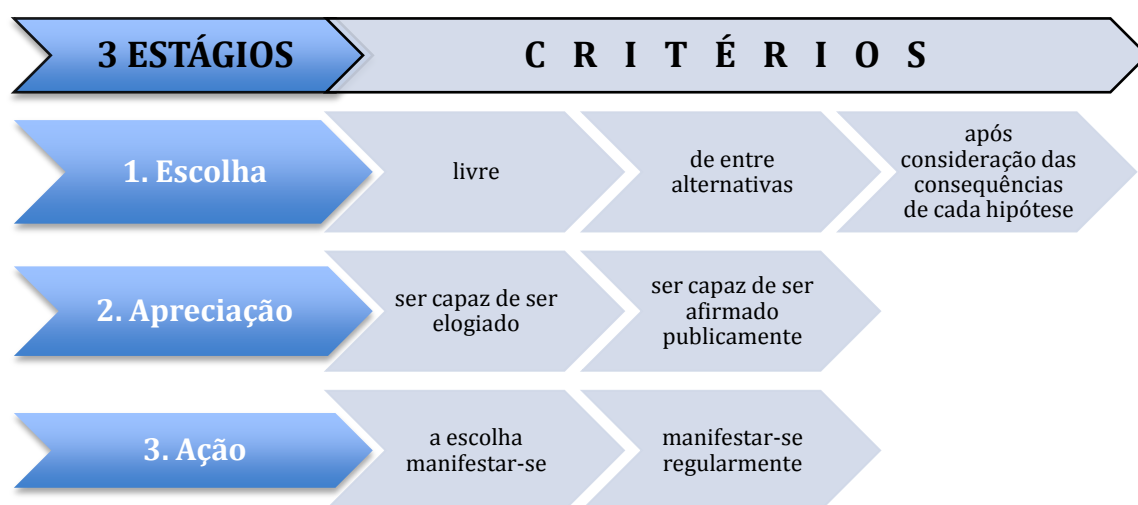 3 ESTÁGIOS
C R I T É R I O S
1. Escolha
livre
de entre
alternativas
após
consideração das
consequências
de cada hipótese
2. Apreciação
ser capaz de ser
elogiado
ser capaz de ser
afirmado
publicamente
3. Ação
a escolha
manifestar-se
manifestar-se
regularmente